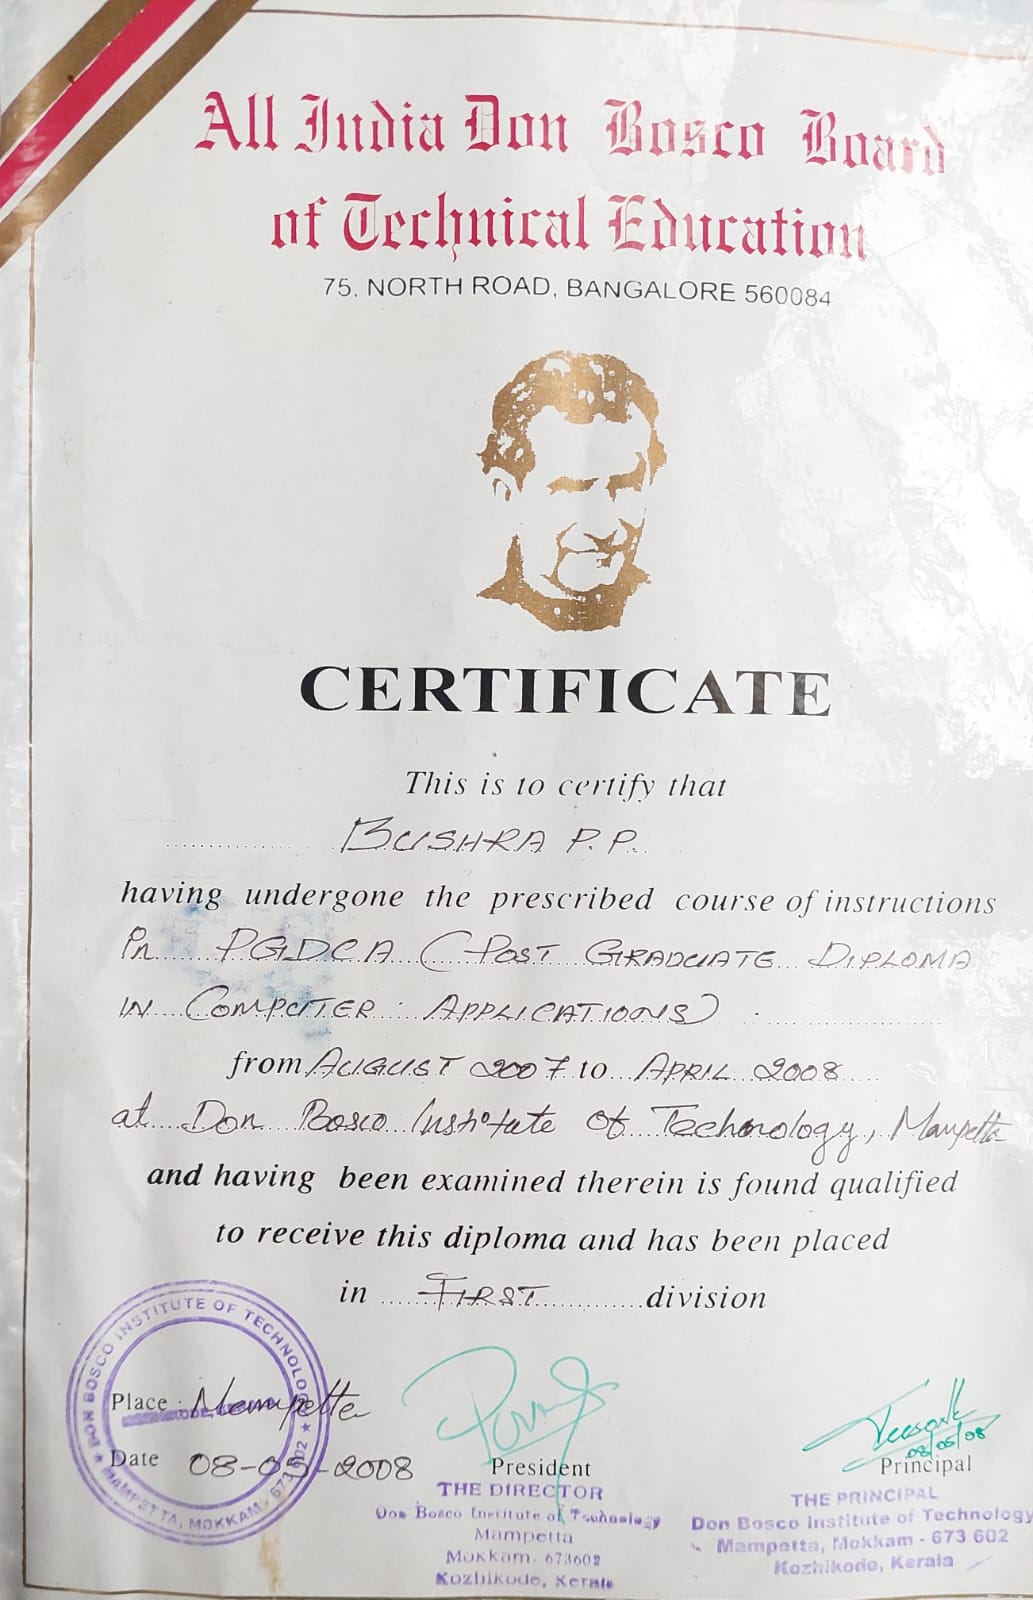 All India Don Bosco Board
of Technical Education
75, NORTH ROAD, BANGALORE 560084
CERTIFICATE
This is to certify that
BUSHRA P.P.
having undergone the prescribed course of instructions
in PGDCA (POST GRADUATE DIPLOMA
IN COMPUTER APPLICATIONS)
from AUGUST 2007 to APRIL 2008
at Don Bosco Institute of Technology, Mampetta
and having been examined therein is found qualified
to receive this diploma and has been placed
in FIRST division
DON BOSCO INSTITUTE OF TECHNOLOGY
MAMPETTA, MOKKAM, 673 602
Place : Mampetta
Date 08-05-2008
President
THE DIRECTOR
Don Bosco Institute of Technology
Mampetta
Mokkam. 673602
Kozhikode, Kerala
08/05/08
Principal
THE PRINCIPAL
Don Bosco Institute of Technology
Mampetta, Mokkam - 673 602
Kozhikode, Kerala